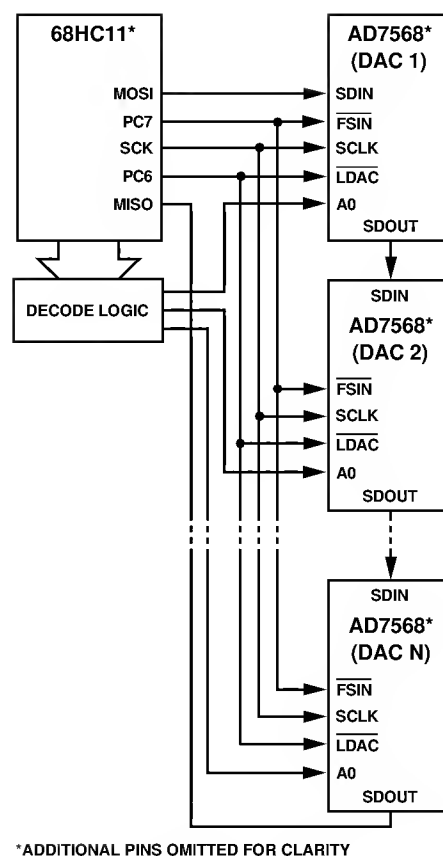 68HC11*
MOSI
PC7
SCK
PC6
MISO
DECODE LOGIC
AD7568*
(DAC 1)
SDIN
FSIN
SCLK
LDAC
A0
SDOUT
SDIN
AD7568*
(DAC 2)
FSIN
SCLK
LDAC
A0
SDOUT
SDIN
AD7568*
(DAC N)
FSIN
SCLK
LDAC
A0
SDOUT
*ADDITIONAL PINS OMITTED FOR CLARITY